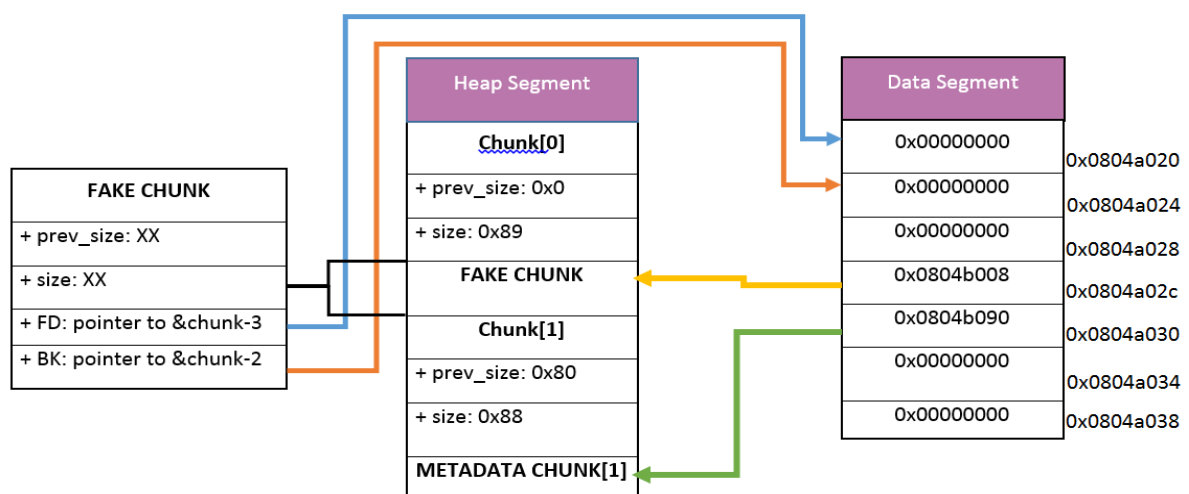 FAKE CHUNK
+ prev_size: XX
+ size: XX
+ FD: pointer to &chunk-3
+ BK: pointer to &chunk-2
Heap Segment
Chunk[0]
+ prev_size: 0x0
+ size: 0x89
FAKE CHUNK
Chunk[1]
+ prev_size: 0x80
+ size: 0x88
METADATA CHUNK[1]
Data Segment
0x00000000
0x0804a020
0x00000000
0x0804a024
0x00000000
0x0804a028
0x0804b008
0x0804a02c
0x0804b090
0x0804a030
0x00000000
0x0804a034
0x00000000
0x0804a038